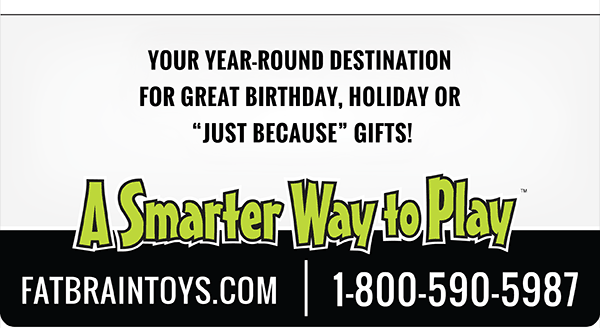 YOUR YEAR-ROUND DESTINATION
FOR GREAT BIRTHDAY, HOLIDAY OR
“JUST BECAUSE” GIFTS!
A Smarter Way to Play™
FATBRAINTOYS.COM | 1-800-590-5987